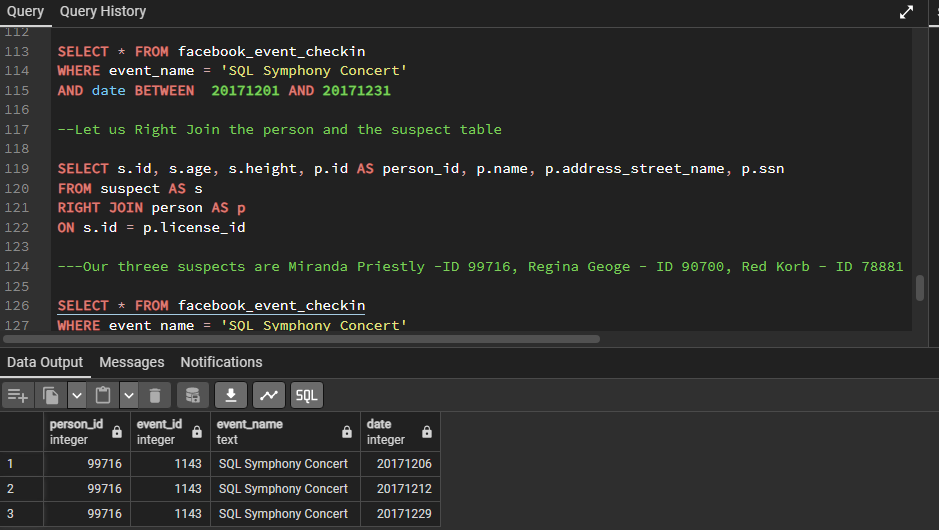 Query Query History
112
113 SELECT * FROM facebook_event_checkin
114 WHERE event_name = 'SQL Symphony Concert'
115 AND date BETWEEN  20171201 AND 20171231
116
117 --Let us Right Join the person and the suspect table
118
119 SELECT s.id, s.age, s.height, p.id AS person_id, p.name, p.address_street_name, p.ssn
120 FROM suspect AS s
121 RIGHT JOIN person AS p
122 ON s.id = p.license_id
123
124 ---Our threee suspects are Miranda Priestly -ID 99716, Regina Geoge - ID 90700, Red Korb - ID 78881
125
126 SELECT * FROM facebook_event_checkin
127 WHERE event_name = 'SQL Symphony Concert'
Data Output Messages Notifications
SQL
person_id event_id event_name date
integer integer text integer
1 99716 1143 SQL Symphony Concert 20171206
2 99716 1143 SQL Symphony Concert 20171212
3 99716 1143 SQL Symphony Concert 20171229